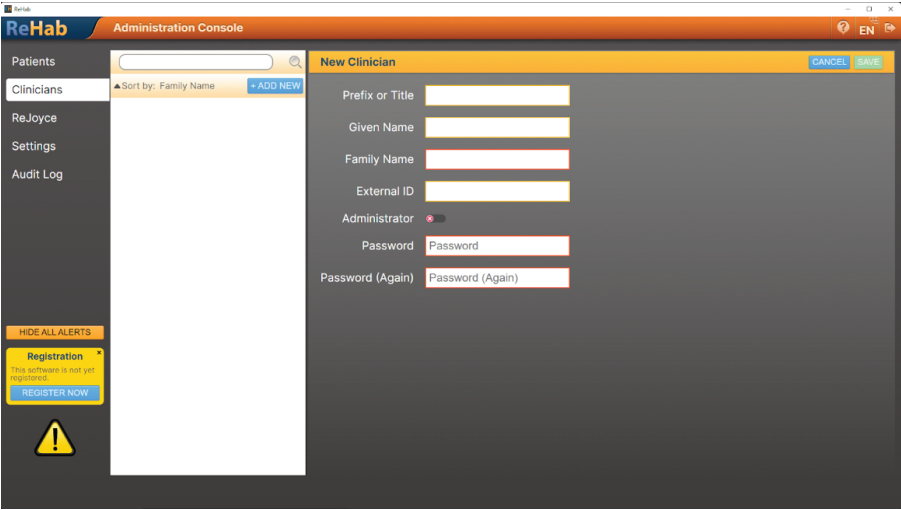 ReHab
ReHab
Administration Console
EN
Patients
Clinicians
ReJoyce
Settings
Audit Log
Sort by: Family Name
+ ADD NEW
New Clinician
CANCEL
SAVE
Prefix or Title
Given Name
Family Name
External ID
Administrator
Password
Password
Password (Again)
Password (Again)
HIDE ALL ALERTS
Registration
This software is not yet
registered.
REGISTER NOW